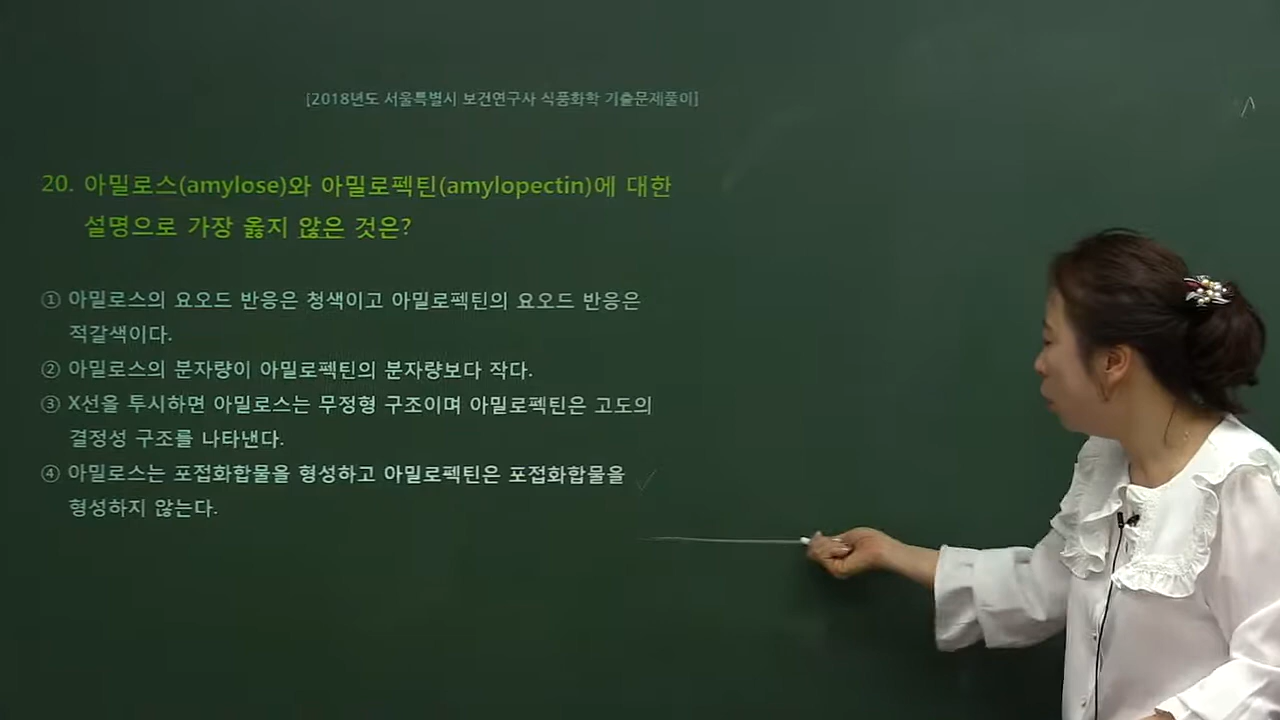 [2018년도 서울특별시 보건연구사 식품화학 기출문제풀이]
20. 아밀로스(amylose)와 아밀로펙틴(amylopectin)에 대한
설명으로 가장 옳지 않은 것은?
① 아밀로스의 요오드 반응은 청색이고 아밀로펙틴의 요오드 반응은
적갈색이다.
② 아밀로스의 분자량이 아밀로펙틴의 분자량보다 작다.
③ X선을 투시하면 아밀로스는 무정형 구조이며 아밀로펙틴은 고도의
결정성 구조를 나타낸다.
④ 아밀로스는 포접화합물을 형성하고 아밀로펙틴은 포접화합물을
형성하지 않는다.